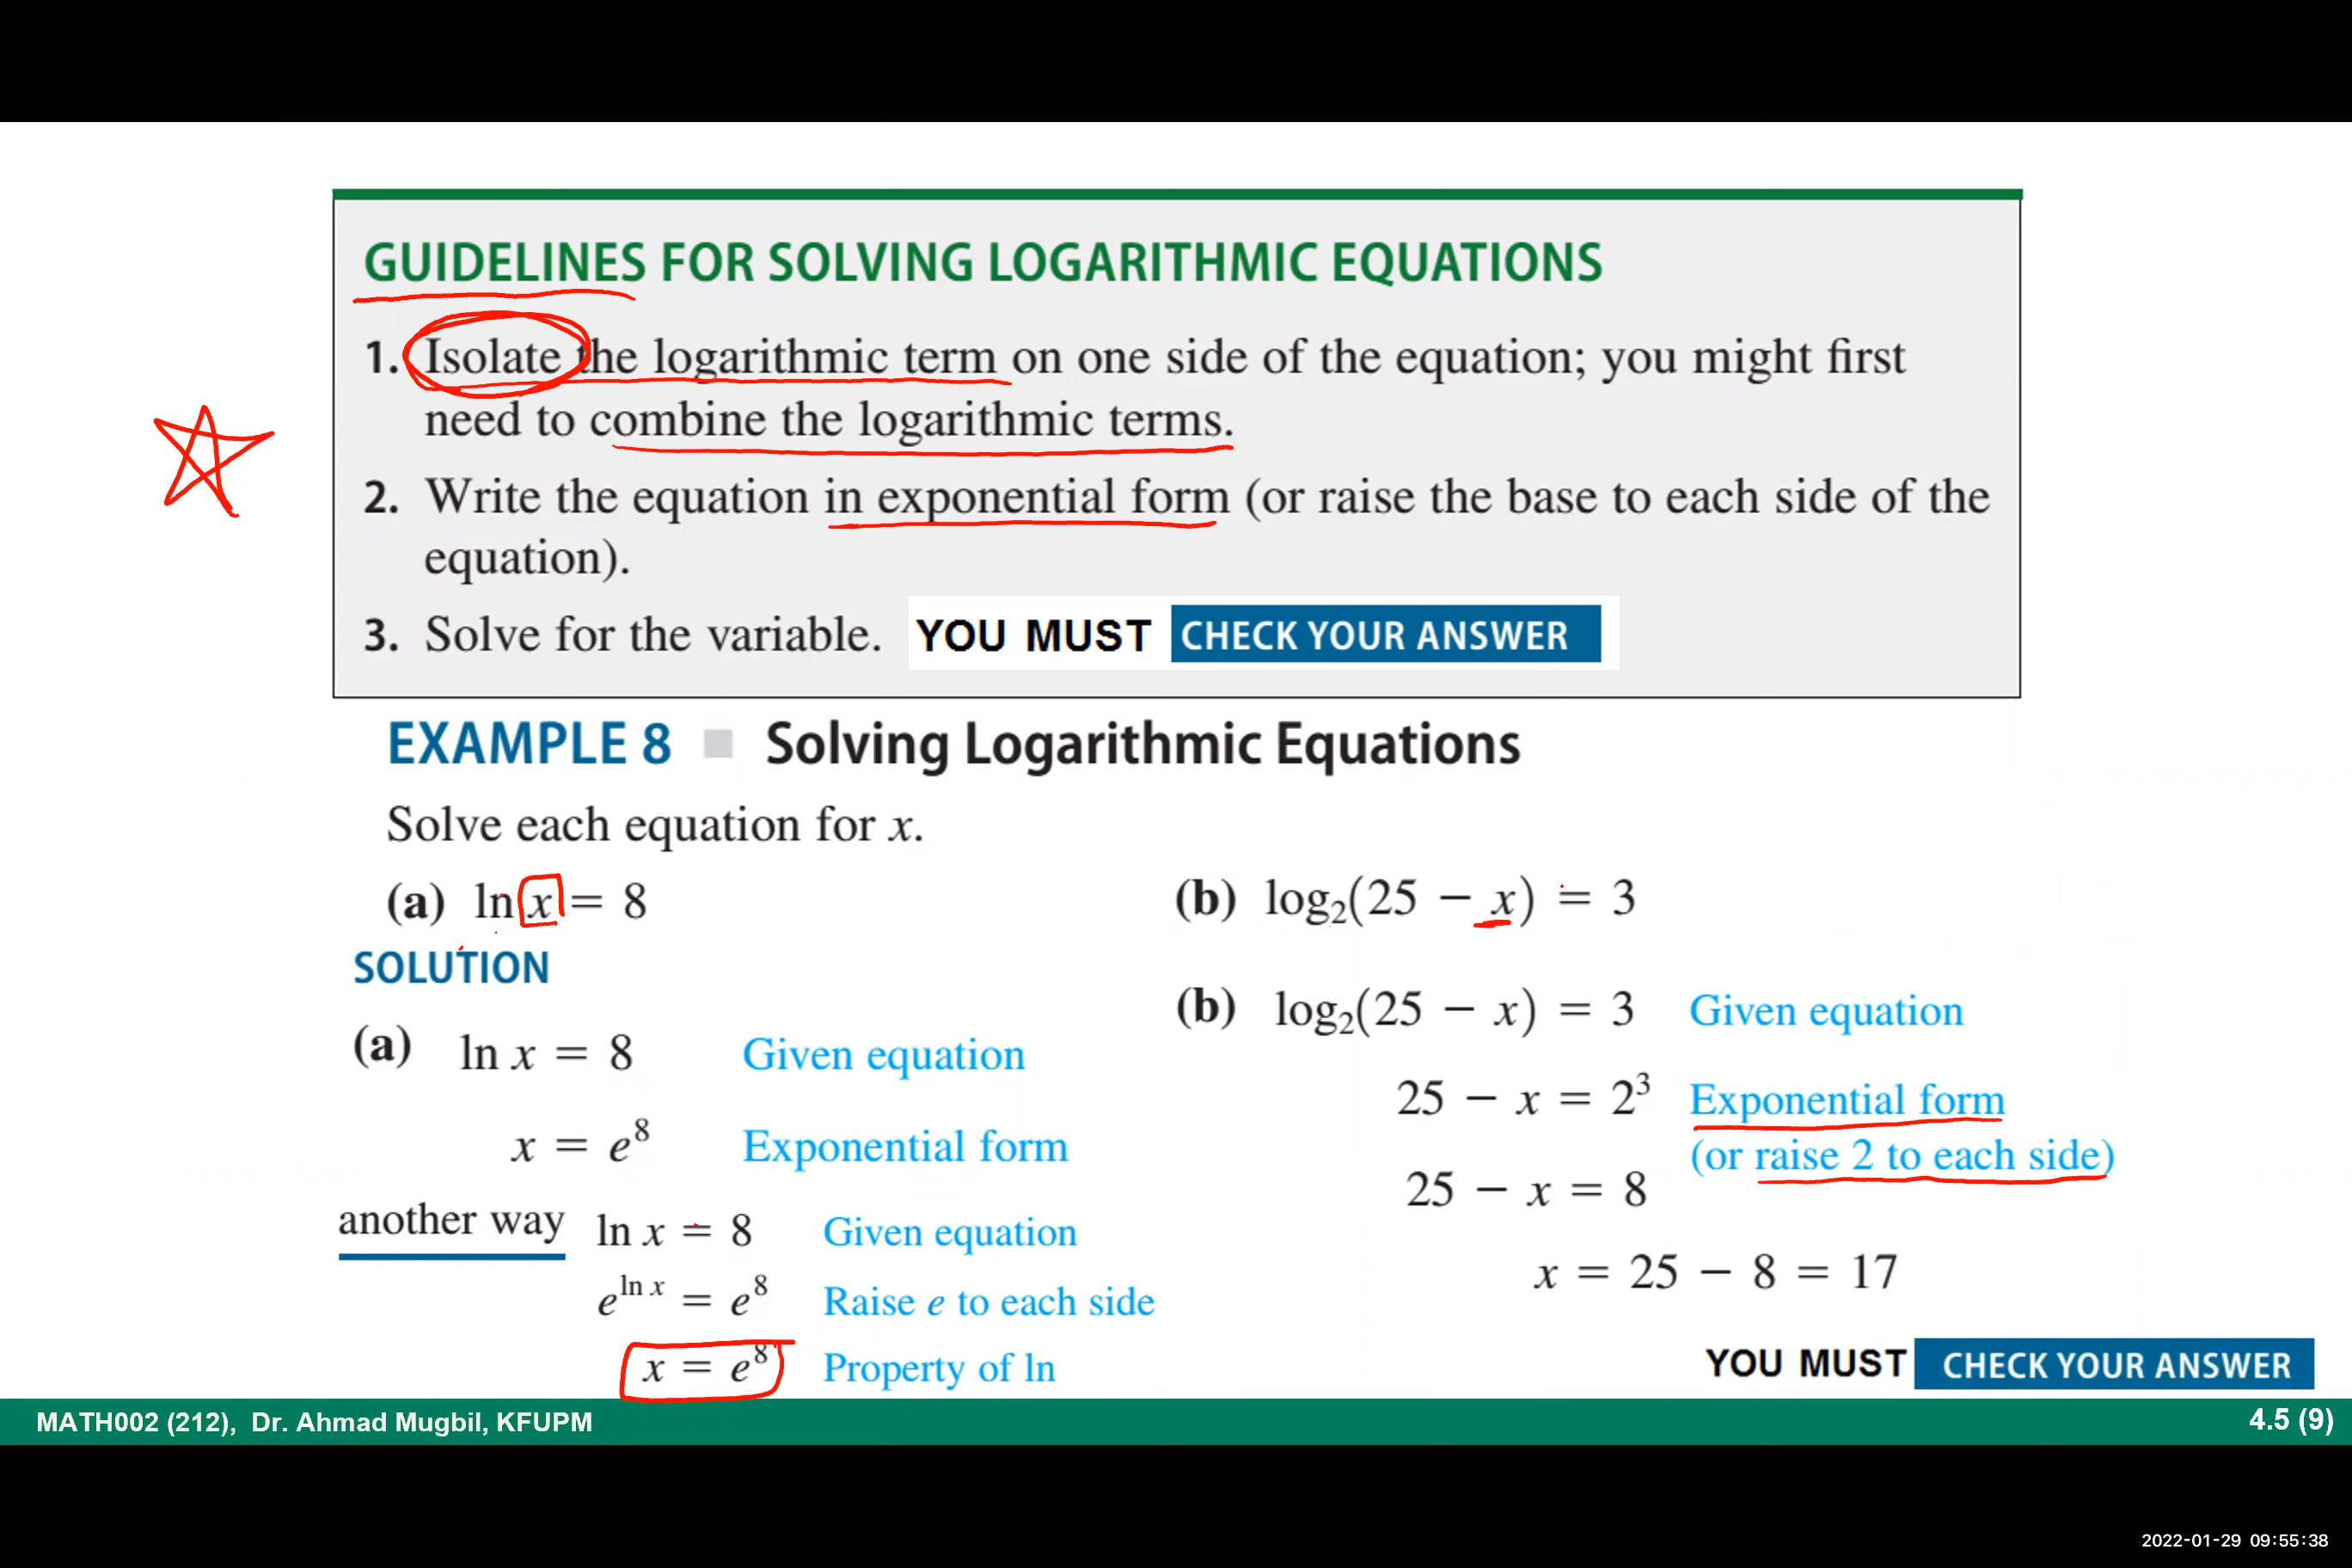 GUIDELINES FOR SOLVING LOGARITHMIC EQUATIONS
1. Isolate the logarithmic term on one side of the equation; you might first
need to combine the logarithmic terms.
2. Write the equation in exponential form (or raise the base to each side of the
equation).
3. Solve for the variable. YOU MUST CHECK YOUR ANSWER
EXAMPLE 8 ■ Solving Logarithmic Equations
Solve each equation for x.
(a) ln x = 8
(b) log₂(25 − x) = 3
SOLUTION
(a) ln x = 8 Given equation
x = e⁸ Exponential form
another way ln x = 8 Given equation
e^(ln x) = e⁸ Raise e to each side
x = e⁸ Property of ln
(b) log₂(25 − x) = 3 Given equation
25 − x = 2³ Exponential form
(or raise 2 to each side)
25 − x = 8
x = 25 − 8 = 17
YOU MUST CHECK YOUR ANSWER
MATH002 (212), Dr. Ahmad Mugbil, KFUPM
4.5 (9)
2022-01-29 09:55:38